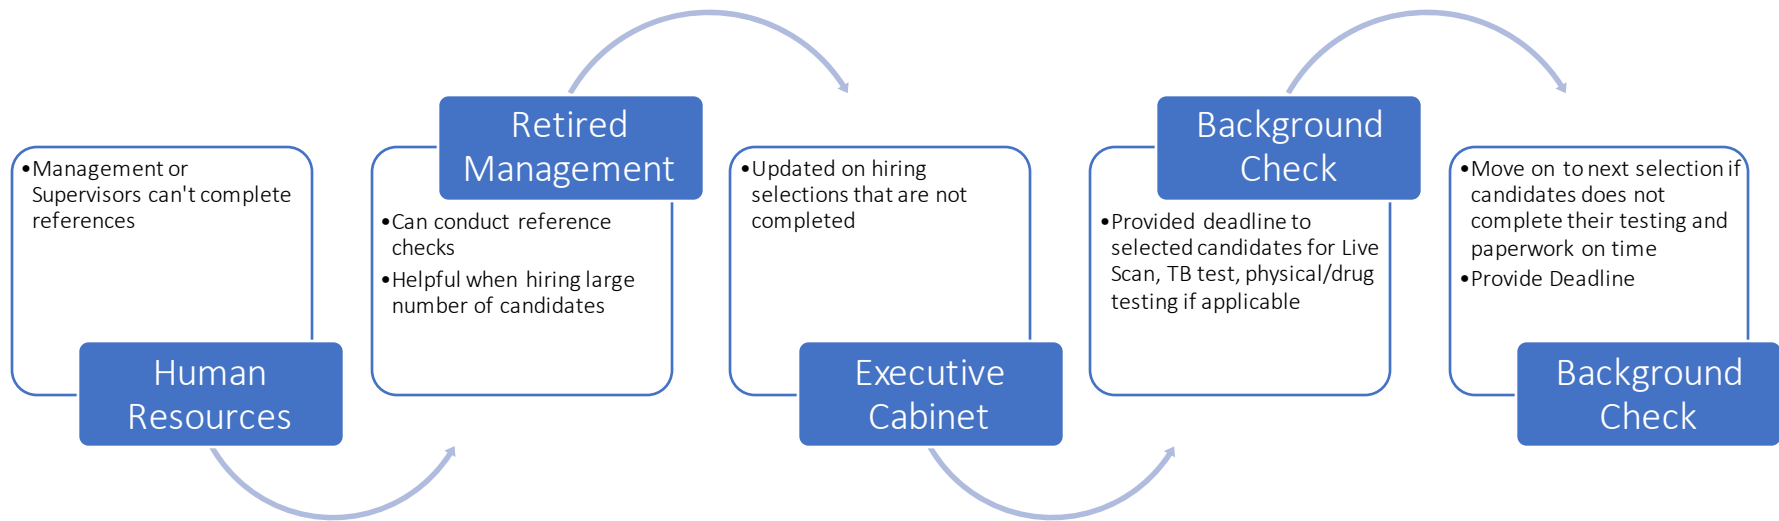 •Management or
Supervisors can't complete
references
Human
Resources
Retired
Management
•Can conduct reference
checks
•Helpful when hiring large
number of candidates
•Updated on hiring
selections that are not
completed
Executive
Cabinet
Background
Check
•Provided deadline to
selected candidates for Live
Scan, TB test, physical/drug
testing if applicable
•Move on to next selection if
candidates does not
complete their testing and
paperwork on time
•Provide Deadline
Background
Check